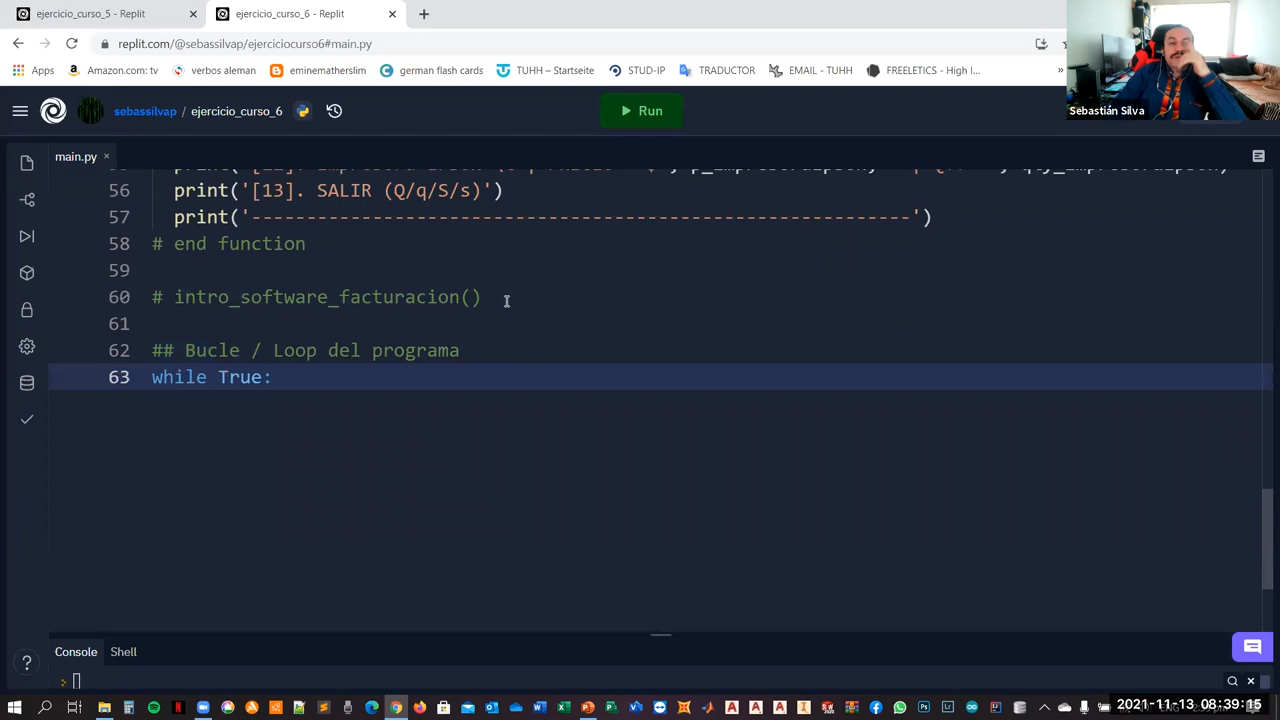 ejercicio_curso_5 - Replit × ejercicio_curso_6 - Replit × +
replit.com/@sebassilvap/ejerciciocurso6#main.py
Apps Amazon.com: tv verbos aleman eminematherslim german flash cards TUHH – Startseite STUD-IP TRADUCTOR EMAIL - TUHH FREELETICS - High I... »
Sebastián Silva
sebassilvap / ejercicio_curso_6
Run
main.py ×
56 print('[13]. SALIR (Q/q/S/s)')
57 print('------------------------------------------------------------')
58 # end function
59
60 # intro_software_facturacion()
61
62 ## Bucle / Loop del programa
63 while True:
Console Shell
2021-11-13 08:39:15